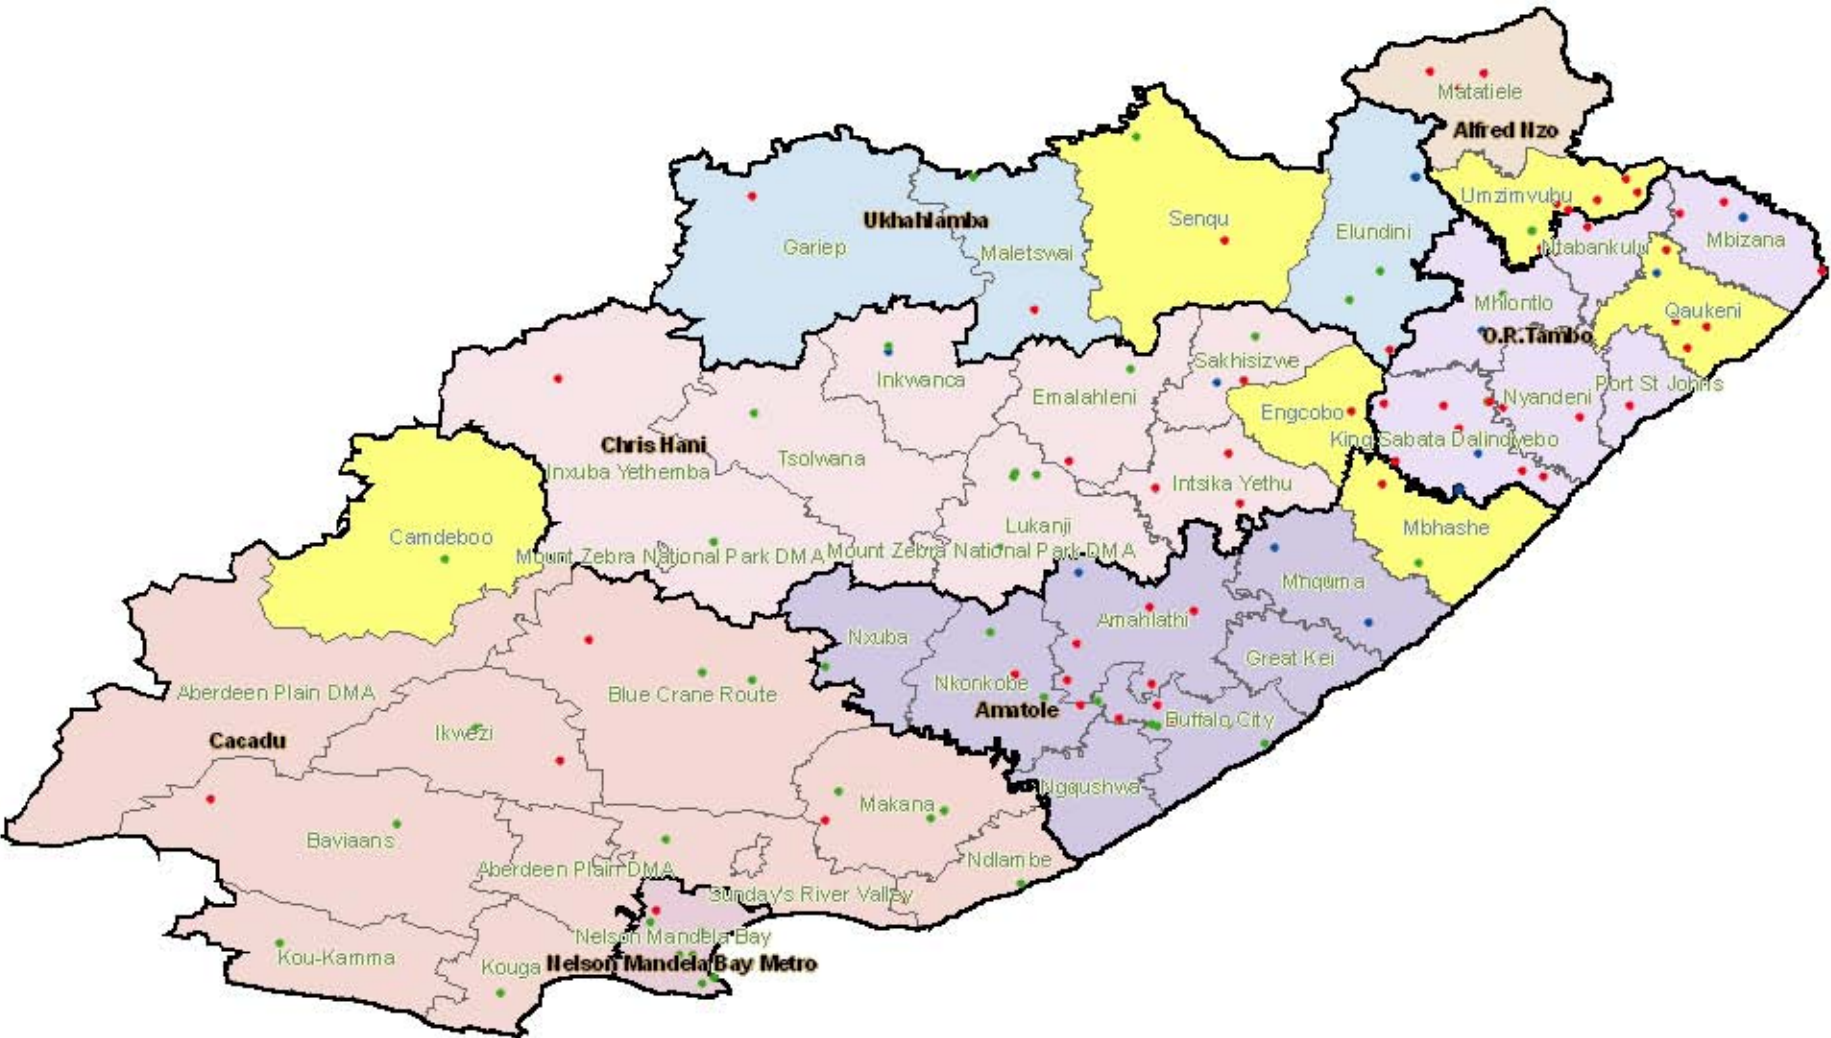 Matatiele
Alfred Nzo
Umzimvubu
Ukhahlamba
Senqu
Elundini
Ntabankulu
Mbizana
Gariep
Maletswai
Mhlontlo
Qaukeni
O.R.Tambo
Inkwanca
Sakhisizwe
Emalahleni
Nyandeni
Port St Johns
Engcobo
Chris Hani
King Sabata Dalindyebo
Tsolwana
Inxuba Yethemba
Intsika Yethu
Lukanji
Mbhashe
Camdeboo
Mount Zebra National Park DMA
Mount Zebra National Park DMA
Mnquma
Amahlathi
Nxuba
Great Kei
Nkonkobe
Aberdeen Plain DMA
Blue Crane Route
Amatole
Buffalo City
Cacadu
Ikwezi
Ngqushwa
Makana
Baviaans
Ndlambe
Aberdeen Plain DMA
Sunday's River Valley
Nelson Mandela Bay
Kou-Kamma
Kouga
Nelson Mandela Bay Metro